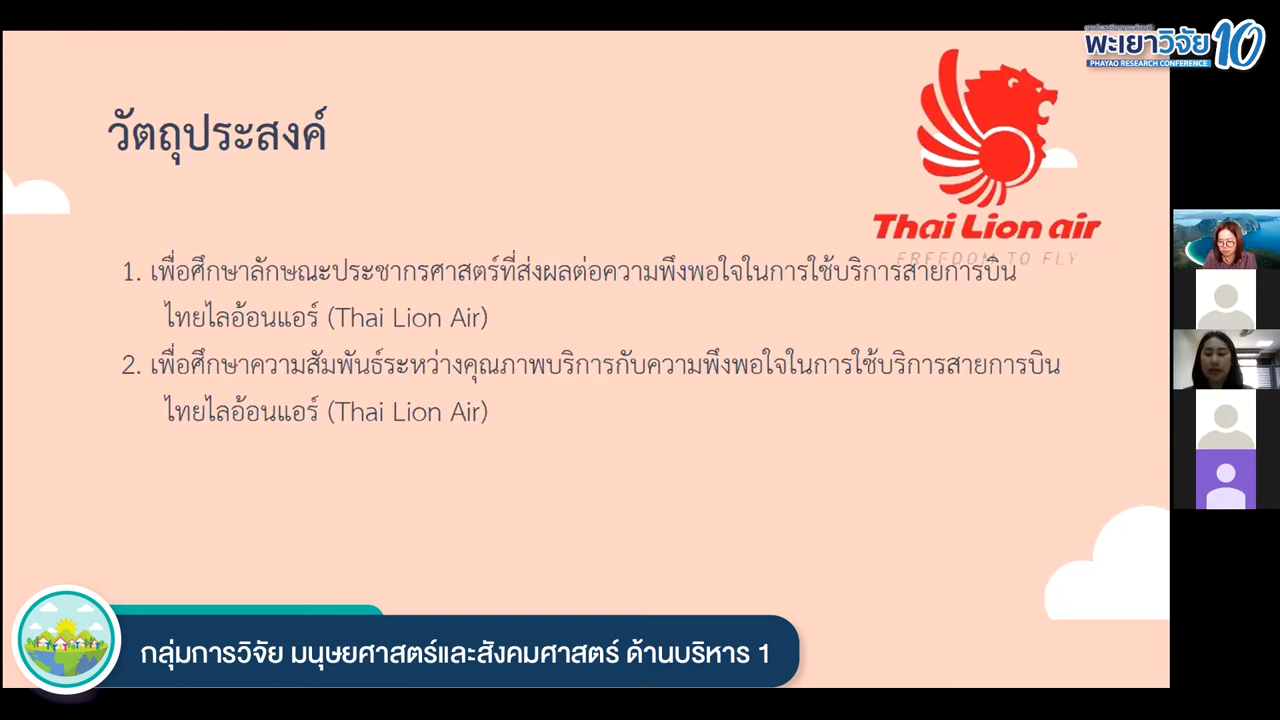 พะเยาวิจัย 10
PHAYAO RESEARCH CONFERENCE
วัตถุประสงค์
Thai Lion air
FREEDOM TO FLY
1. เพื่อศึกษาลักษณะประชากรศาสตร์ที่ส่งผลต่อความพึงพอใจในการใช้บริการสายการบิน
ไทยไลอ้อนแอร์ (Thai Lion Air)
2. เพื่อศึกษาความสัมพันธ์ระหว่างคุณภาพบริการกับความพึงพอใจในการใช้บริการสายการบิน
ไทยไลอ้อนแอร์ (Thai Lion Air)
กลุ่มการวิจัย มนุษยศาสตร์และสังคมศาสตร์ ด้านบริหาร 1